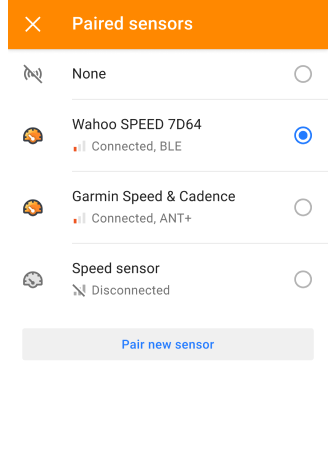 Paired sensors
None
Wahoo SPEED 7D64
Connected, BLE
Garmin Speed & Cadence
Connected, ANT+
Speed sensor
Disconnected
Pair new sensor